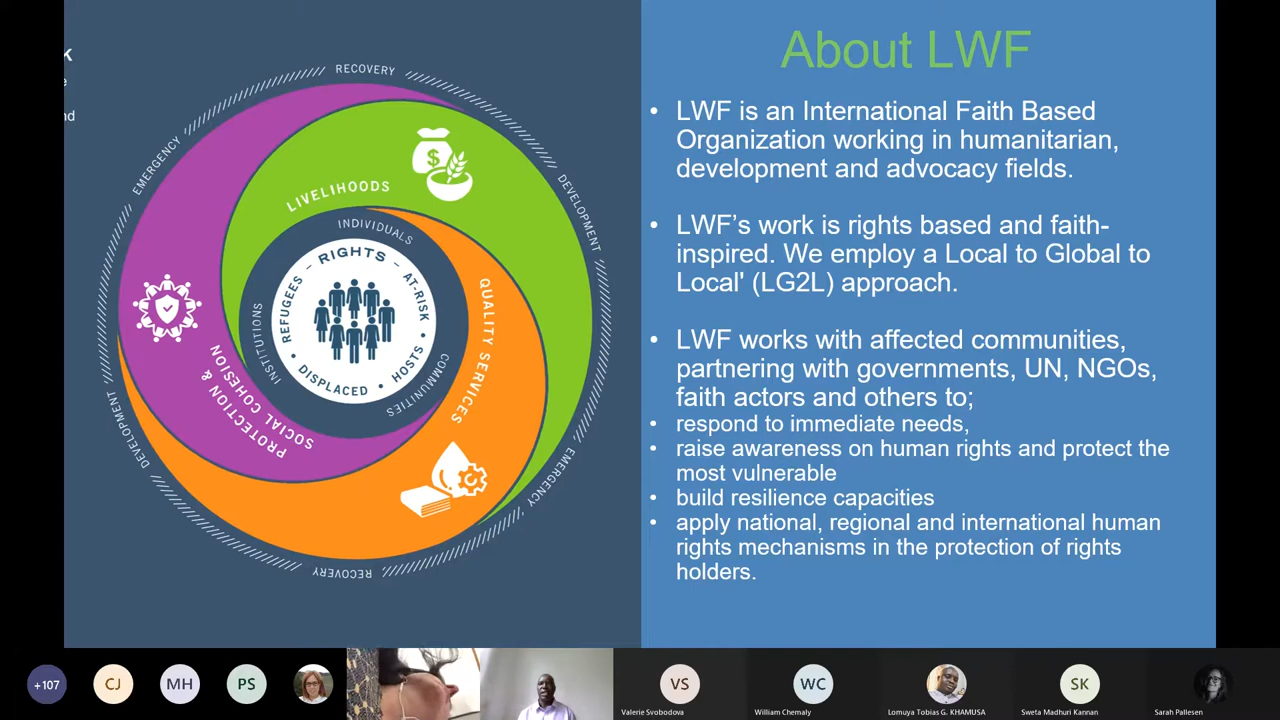 k
e
nd
RECOVERY
EMERGENCY
DEVELOPMENT
LIVELIHOODS
INDIVIDUALS
REFUGEES – RIGHTS – AT-RISK • HOSTS • DISPLACED •
INSTITUTIONS
COMMUNITIES
QUALITY SERVICES
PROTECTION &
SOCIAL COHESION
DEVELOPMENT
EMERGENCY
RECOVERY
$
About LWF
• LWF is an International Faith Based
Organization working in humanitarian,
development and advocacy fields.
• LWF’s work is rights based and faith-
inspired. We employ a Local to Global to
Local' (LG2L) approach.
• LWF works with affected communities,
partnering with governments, UN, NGOs,
faith actors and others to;
• respond to immediate needs,
• raise awareness on human rights and protect the
most vulnerable
• build resilience capacities
• apply national, regional and international human
rights mechanisms in the protection of rights
holders.
+107
CJ
MH
PS
VS
WC
SK
Valerie Svobodova
William Chemaly
Lomuya Tobias G. KHAMUSA
Sweta Madhuri Kannan
Sarah Pallesen